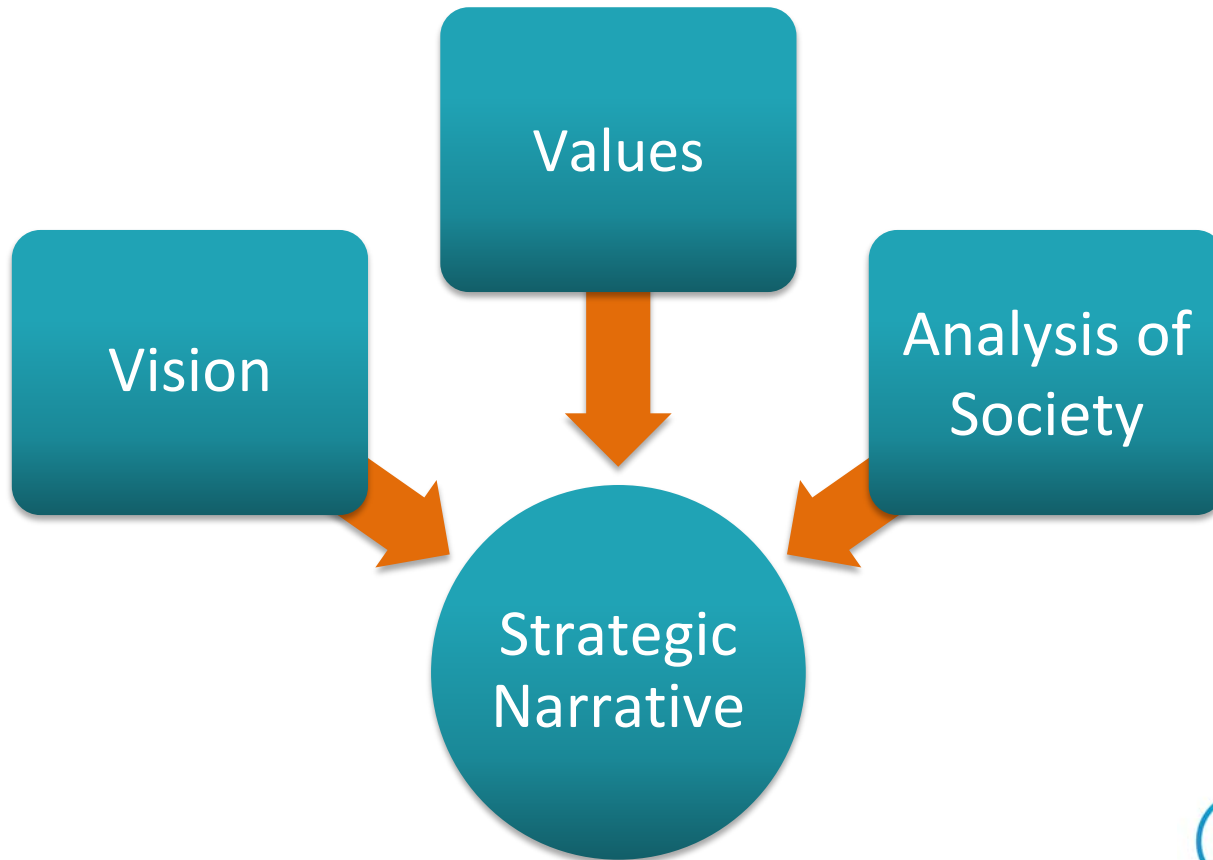 Values
Vision
Analysis of
Society
Strategic
Narrative